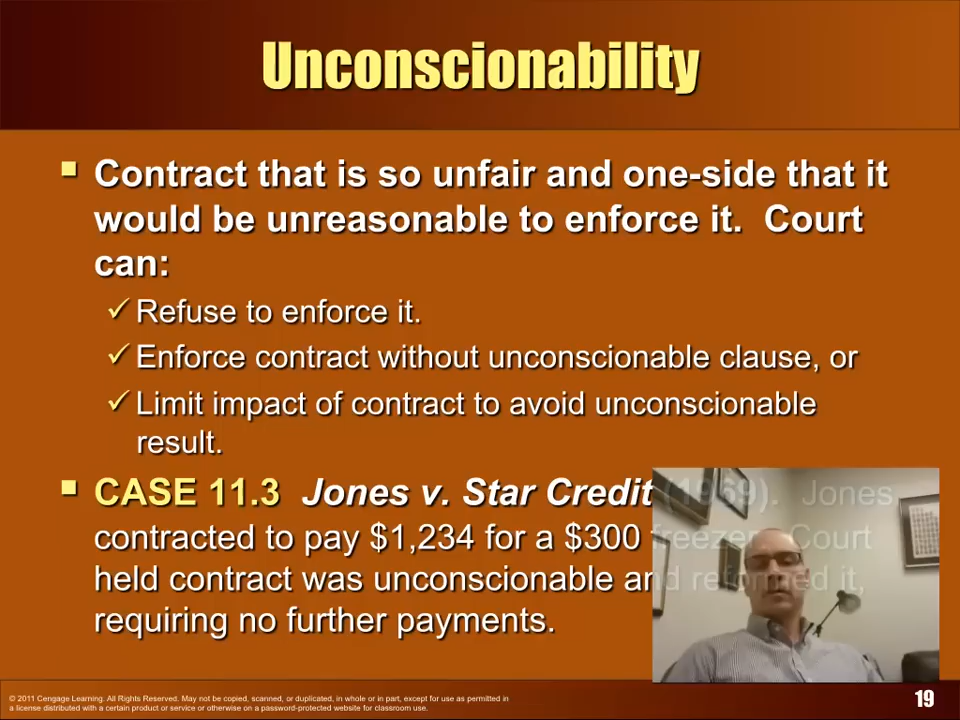 Unconscionability
Contract that is so unfair and one-side that it
would be unreasonable to enforce it. Court
can:
Refuse to enforce it.
Enforce contract without unconscionable clause, or
Limit impact of contract to avoid unconscionable
result.
CASE 11.3 Jones v. Star Credit (1969). Jones
contracted to pay $1,234 for a $300 freezer. Court
held contract was unconscionable and reformed it,
requiring no further payments.
© 2011 Cengage Learning. All Rights Reserved. May not be copied, scanned, or duplicated, in whole or in part, except for use as permitted in
a license distributed with a certain product or service or otherwise on a password-protected website for classroom use.
19